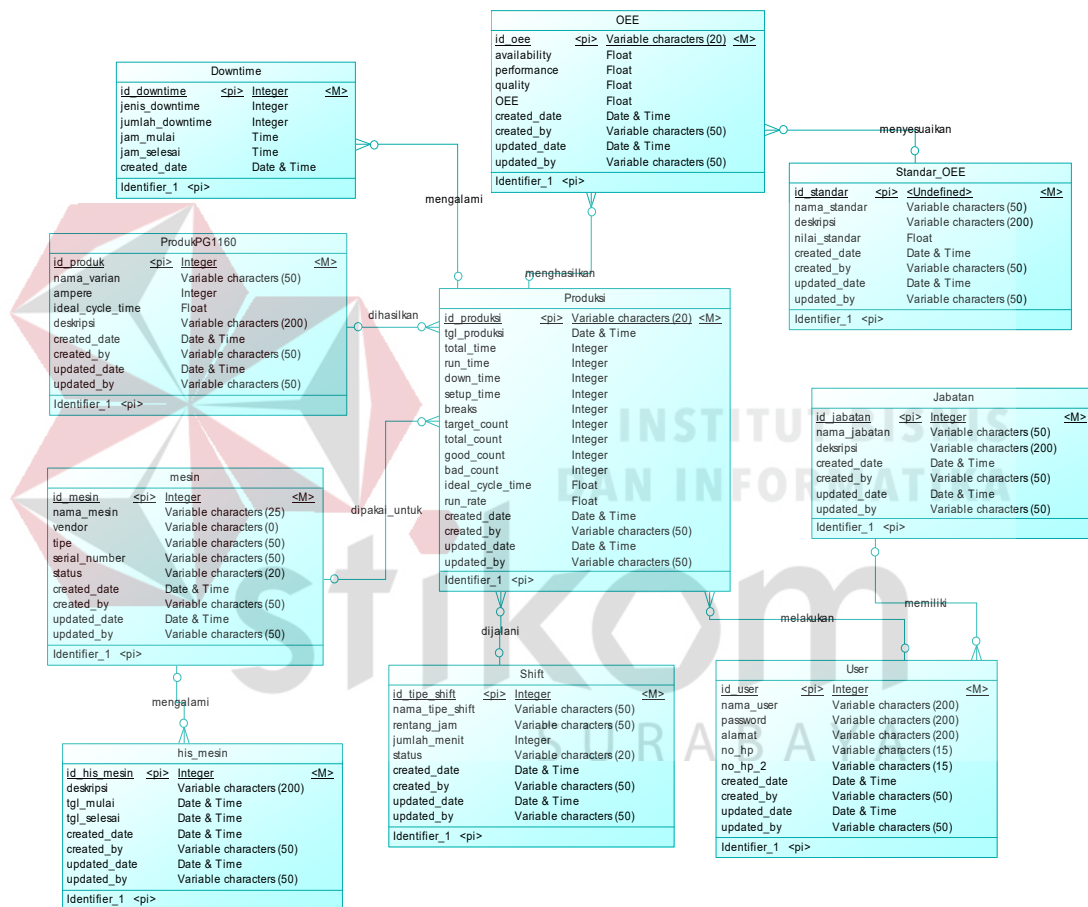 OEE
id_oee <pi> Variable characters (20) <M>
availability Float
performance Float
quality Float
OEE Float
created_date Date & Time
created_by Variable characters (50)
updated_date Date & Time
updated_by Variable characters (50)
Identifier_1 <pi>
Downtime
id_downtime <pi> Integer <M>
jenis_downtime Integer
jumlah_downtime Integer
jam_mulai Time
jam_selesai Time
created_date Date & Time
Identifier_1 <pi>
menyesuaikan
Standar_OEE
id_standar <pi> <Undefined> <M>
nama_standar Variable characters (50)
deskripsi Variable characters (200)
nilai_standar Float
created_date Date & Time
created_by Variable characters (50)
updated_date Date & Time
updated_by Variable characters (50)
Identifier_1 <pi>
mengalami
menghasilkan
ProdukPG1160
id_produk <pi> Integer <M>
nama_varian Variable characters (50)
ampere Integer
ideal_cycle_time Float
deskripsi Variable characters (200)
created_date Date & Time
created_by Variable characters (50)
updated_date Date & Time
updated_by Variable characters (50)
Identifier_1 <pi>
dihasilkan
Produksi
id_produksi <pi> Variable characters (20) <M>
tgl_produksi Date & Time
total_time Integer
run_time Integer
down_time Integer
setup_time Integer
breaks Integer
target_count Integer
total_count Integer
good_count Integer
bad_count Integer
ideal_cycle_time Float
run_rate Float
created_date Date & Time
created_by Variable characters (50)
updated_date Date & Time
updated_by Variable characters (50)
Identifier_1 <pi>
Jabatan
id_jabatan <pi> Integer <M>
nama_jabatan Variable characters (50)
deksripsi Variable characters (200)
created_date Date & Time
created_by Variable characters (50)
updated_date Date & Time
updated_by Variable characters (50)
Identifier_1 <pi>
INSTITUT BISNIS
DAN INFORMATIKA
stikom
SURABAYA
mesin
id_mesin <pi> Integer <M>
nama_mesin Variable characters (25)
vendor Variable characters (0)
tipe Variable characters (50)
serial_number Variable characters (50)
status Variable characters (20)
created_date Date & Time
created_by Variable characters (50)
updated_date Date & Time
updated_by Variable characters (50)
Identifier_1 <pi>
dipakai_untuk
dijalani
melakukan
memiliki
mengalami
his_mesin
id_his_mesin <pi> Integer <M>
deskripsi Variable characters (200)
tgl_mulai Date & Time
tgl_selesai Date & Time
created_date Date & Time
created_by Variable characters (50)
updated_date Date & Time
updated_by Variable characters (50)
Identifier_1 <pi>
Shift
id_tipe_shift <pi> Integer <M>
nama_tipe_shift Variable characters (50)
rentang_jam Variable characters (50)
jumlah_menit Integer
status Variable characters (20)
created_date Date & Time
created_by Variable characters (50)
updated_date Date & Time
updated_by Variable characters (50)
Identifier_1 <pi>
User
id_user <pi> Integer <M>
nama_user Variable characters (200)
password Variable characters (200)
alamat Variable characters (200)
no_hp Variable characters (15)
no_hp_2 Variable characters (15)
created_date Date & Time
created_by Variable characters (50)
updated_date Date & Time
updated_by Variable characters (50)
Identifier_1 <pi>